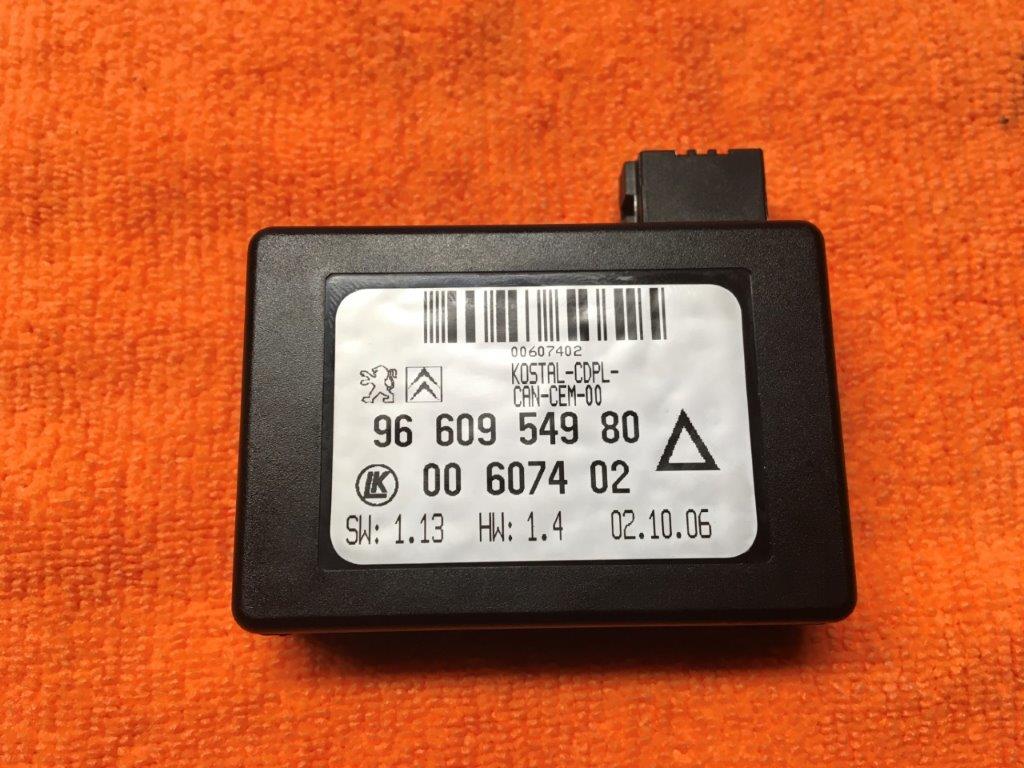 00607402
KOSTAL-CDPL-
CAN-CEM-00
96 609 549 80
LK 00 6074 02
SW: 1.13 HW: 1.4 02.10.06